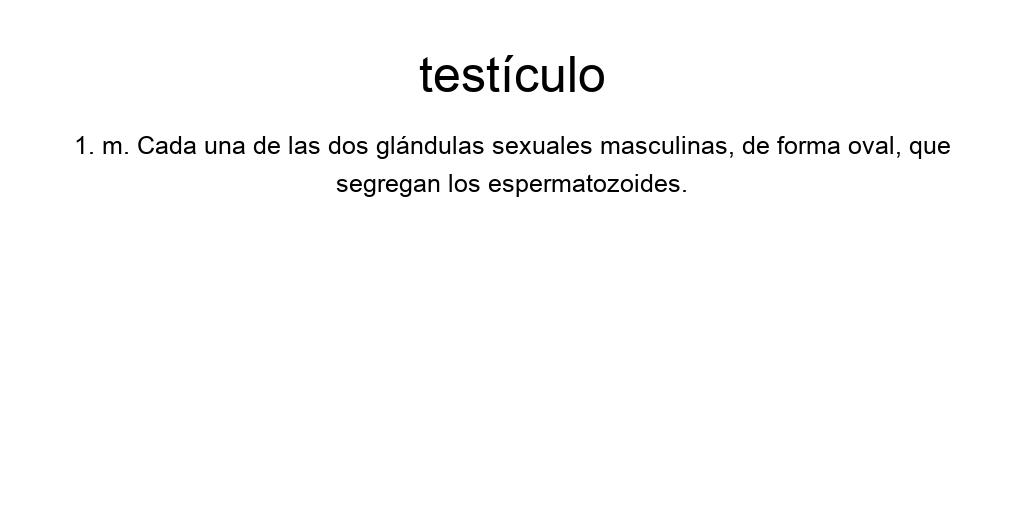 testículo
1. m. Cada una de las dos glándulas sexuales masculinas, de forma oval, que
segregan los espermatozoides.